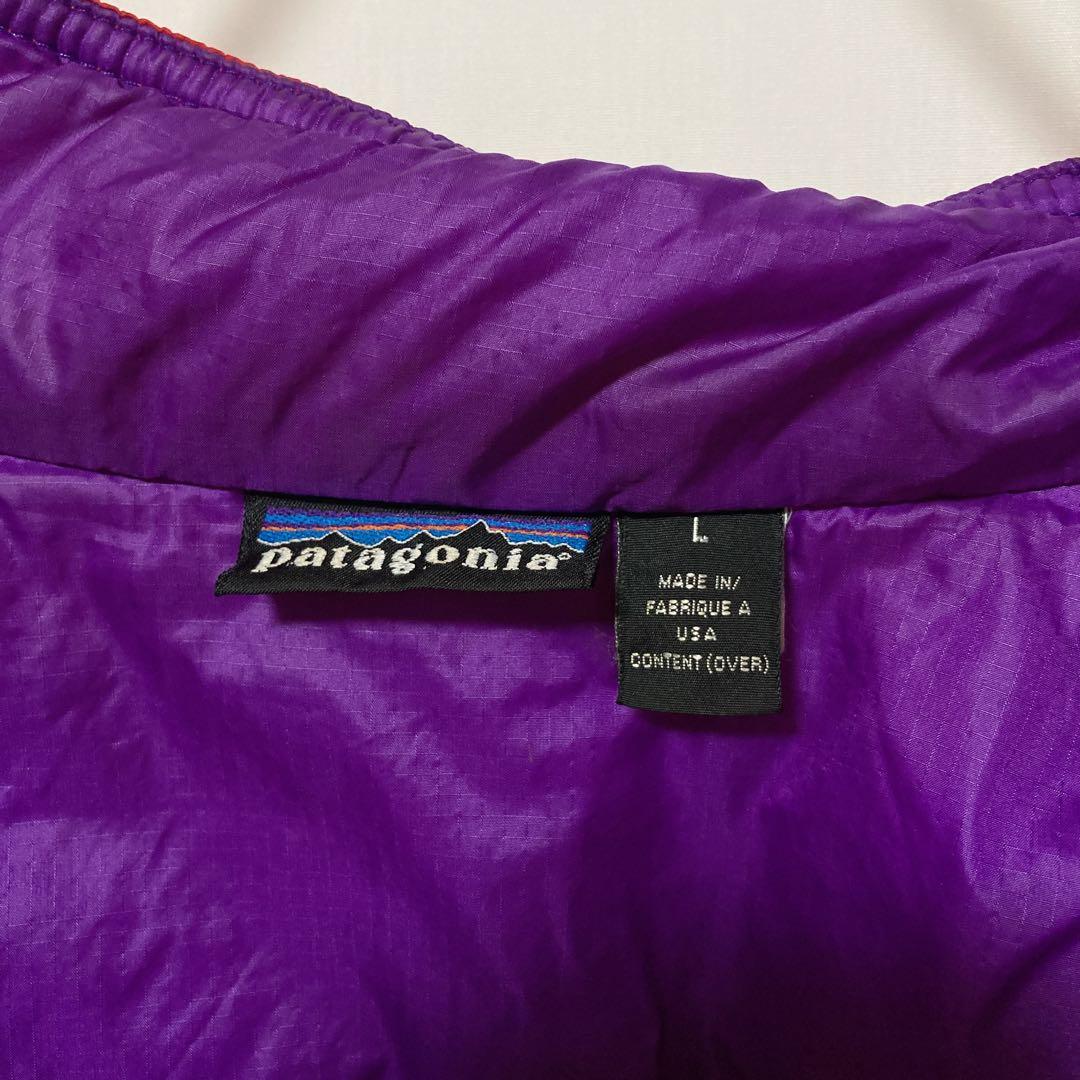 patagonia®
L
MADE IN/
FABRIQUE A
USA
CONTENT (OVER)